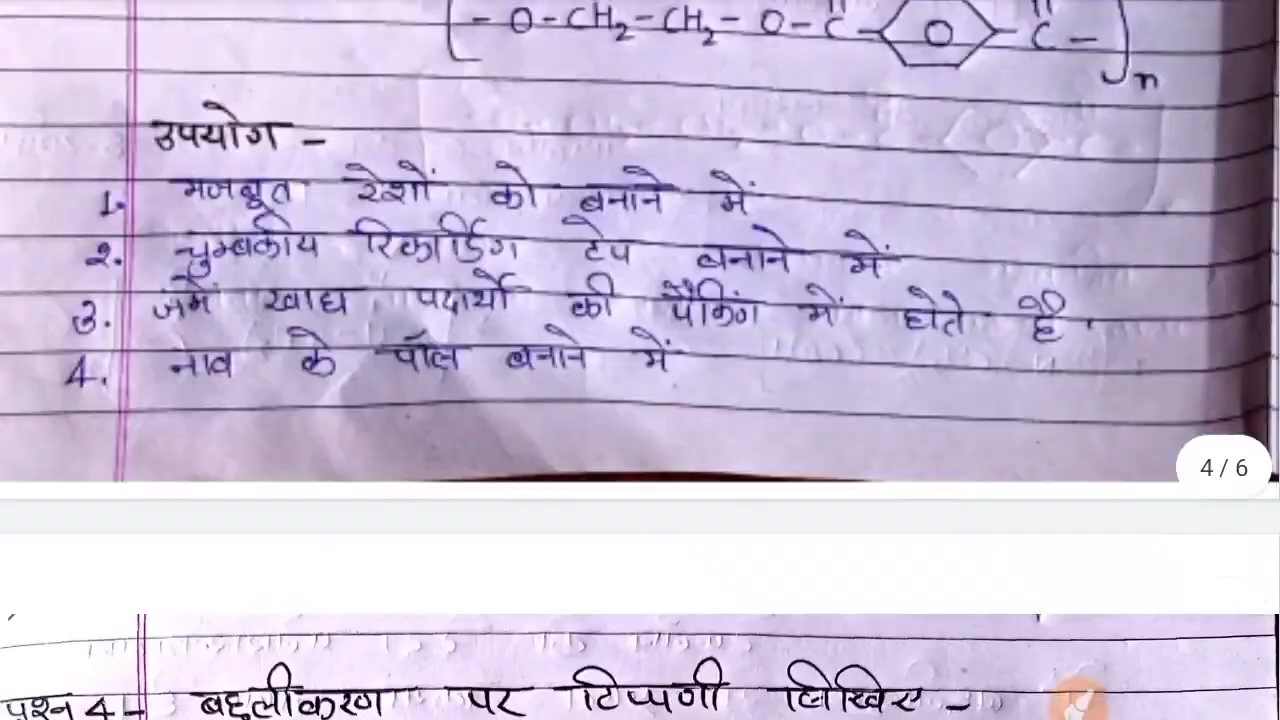 [- O - CH2 - CH2 - O - C - O - C -]n
उपयोग -
1. मजबूत रेशों को बनाने में
2. चुम्बकीय रिकार्डिंग टेप बनाने में
3. जमें खाद्य पदार्थो की पैकिंग में होते है.
4. नाव के पॉल बनाने में
4 / 6
प्रश्न 4 - बहुलीकरण पर टिप्पणी लिखिए -